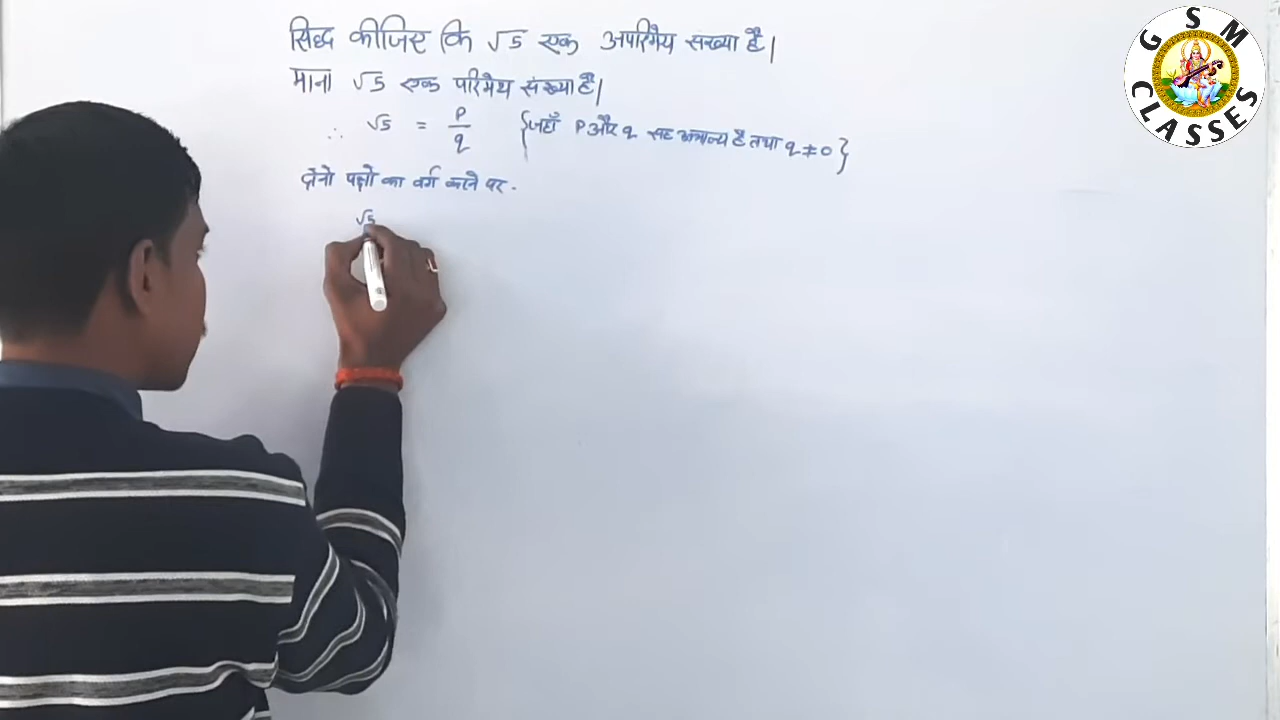 सिद्ध कीजिए कि √5 एक अपरिमेय संख्या है।
माना √5 एक परिमेय संख्या है।
∴ √5 = p/q {जहाँ P और q सह अभाज्य है तथा q ≠ 0}
दोनो पक्षो का वर्ग करने पर.
√5
GSM CLASSES